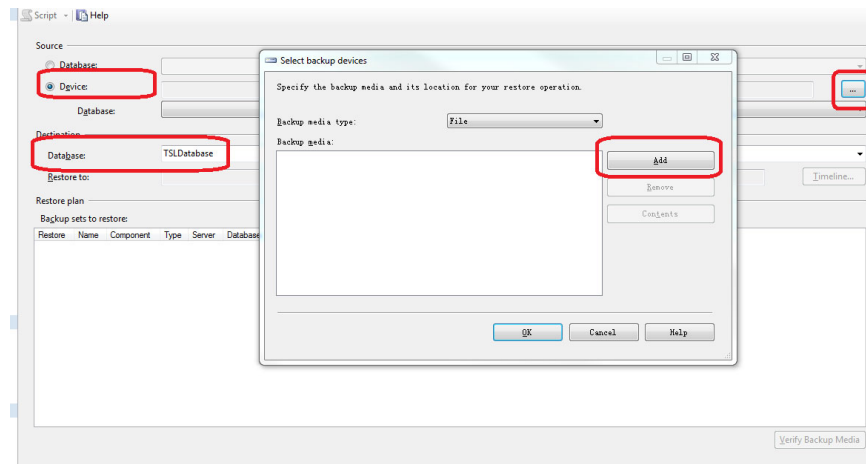 Script Help
Source
Database:
Device:
Database:
Destination
Database: TSLDatabase
Restore to: Timeline...
Restore plan
Backup sets to restore:
Restore Name Component Type Server Database
Verify Backup Media
Select backup devices
Specify the backup media and its location for your restore operation.
Backup media type: File
Backup media:
Add
Remove
Contents
OK Cancel Help
...